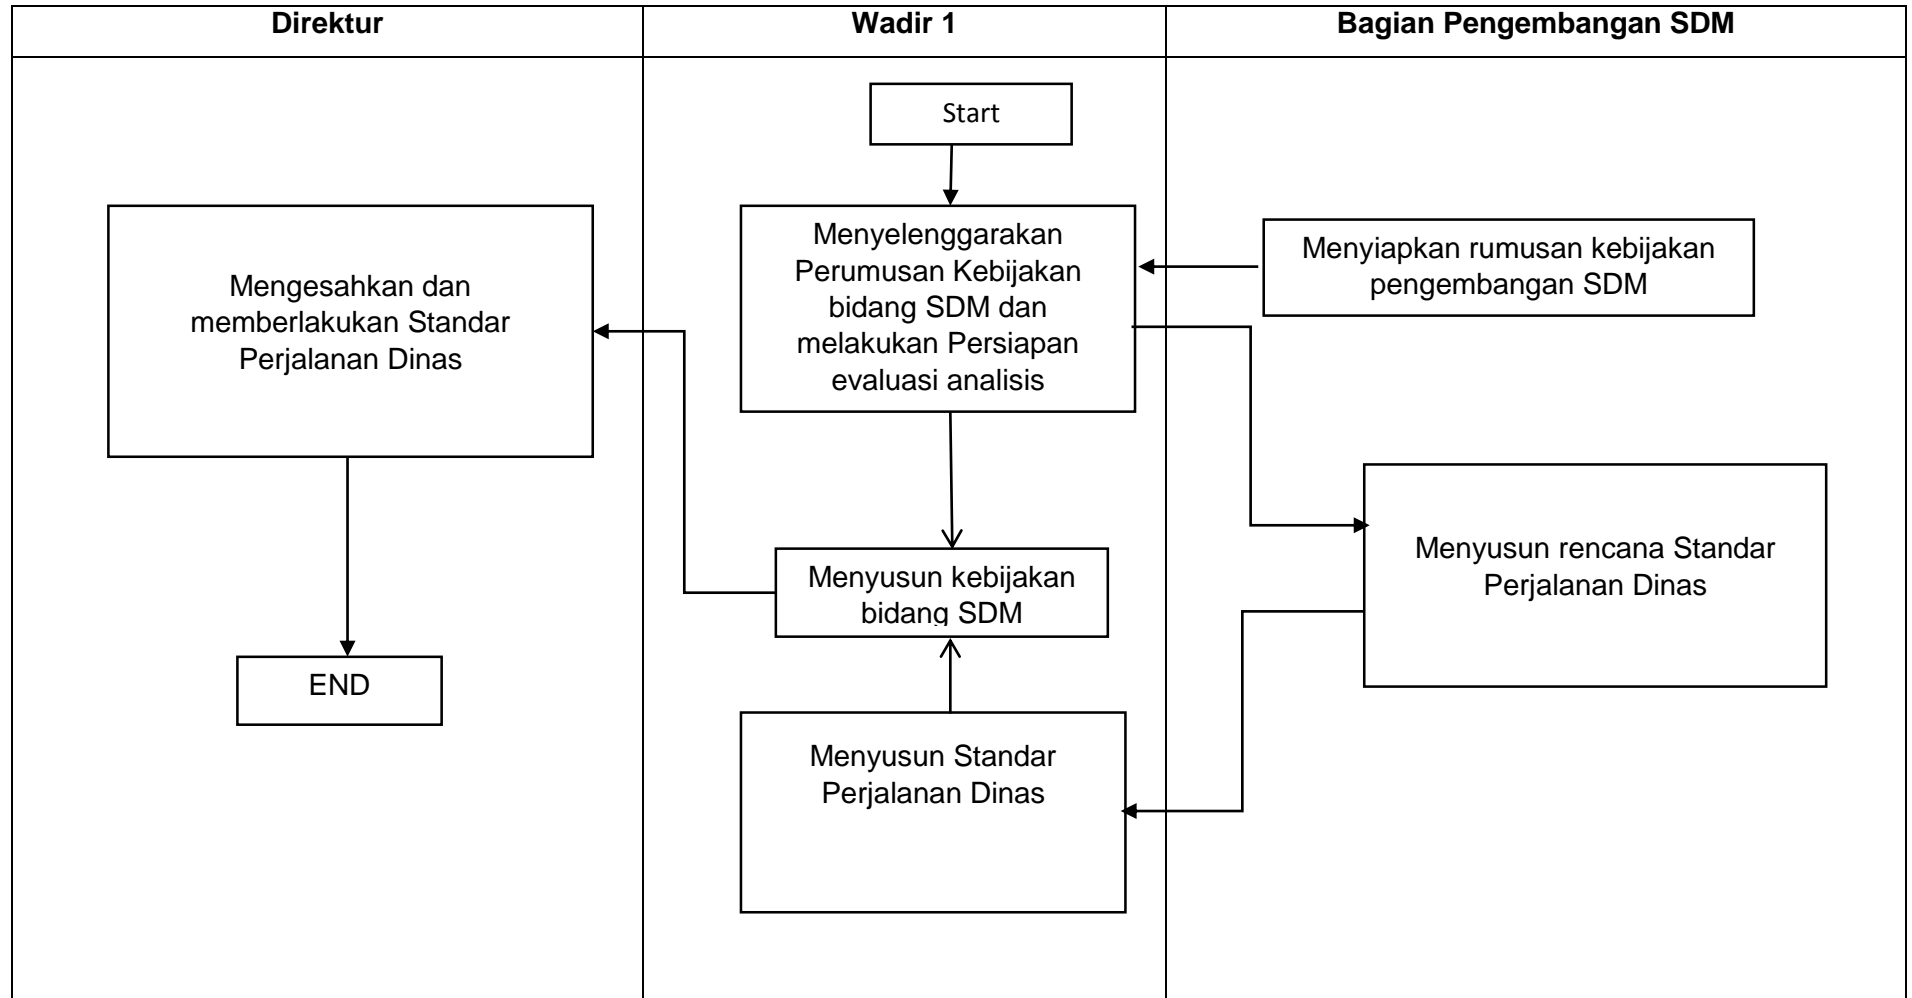 Direktur
Wadir 1
Bagian Pengembangan SDM
Start
Mengesahkan dan
memberlakukan Standar
Perjalanan Dinas
Menyelenggarakan
Perumusan Kebijakan
bidang SDM dan
melakukan Persiapan
evaluasi analisis
Menyiapkan rumusan kebijakan
pengembangan SDM
Menyusun kebijakan
bidang SDM
Menyusun rencana Standar
Perjalanan Dinas
END
Menyusun Standar
Perjalanan Dinas